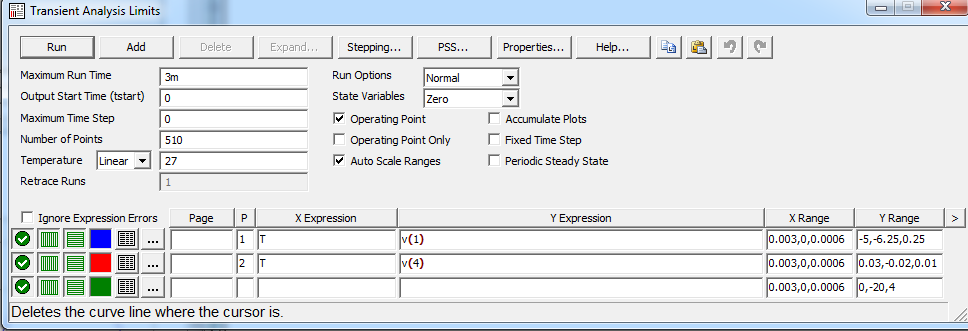 Transient Analysis Limits
Run Add Delete Expand... Stepping... PSS... Properties... Help...
Maximum Run Time 3m Run Options Normal
Output Start Time (tstart) 0 State Variables Zero
Maximum Time Step 0 Operating Point Accumulate Plots
Number of Points 510 Operating Point Only Fixed Time Step
Temperature Linear 27 Auto Scale Ranges Periodic Steady State
Retrace Runs 1
Ignore Expression Errors Page P X Expression Y Expression X Range Y Range >
... 1 T v(1) 0.003,0,0.0006 -5,-6.25,0.25
... 2 T v(4) 0.003,0,0.0006 0.03,-0.02,0.01
... 0.003,0,0.0006 0,-20,4
Deletes the curve line where the cursor is.